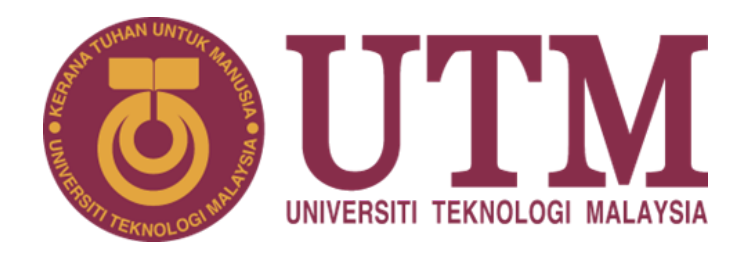 KERANA TUHAN UNTUK MANUSIA
UNIVERSITI TEKNOLOGI MALAYSIA
UTM
UNIVERSITI TEKNOLOGI MALAYSIA